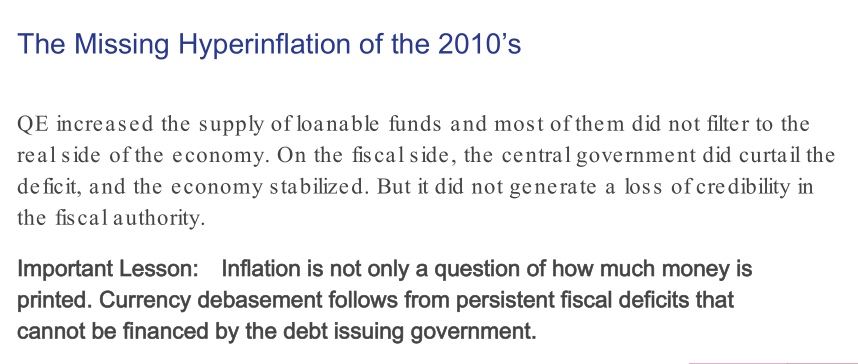 The Missing Hyperinflation of the 2010’s
QE increased the supply of loanable funds and most of them did not filter to the
real side of the economy. On the fiscal side, the central government did curtail the
deficit, and the economy stabilized. But it did not generate a loss of credibility in
the fiscal authority.
Important Lesson: Inflation is not only a question of how much money is
printed. Currency debasement follows from persistent fiscal deficits that
cannot be financed by the debt issuing government.